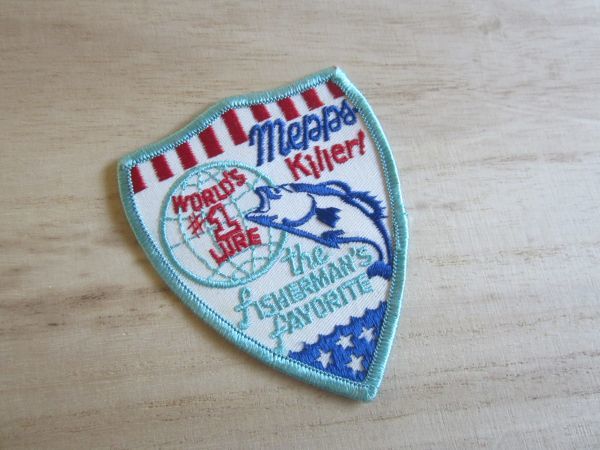 Mepps
Killer!
WORLD'S
#1
LURE
the
fISHERMAN'S
fAVORITE